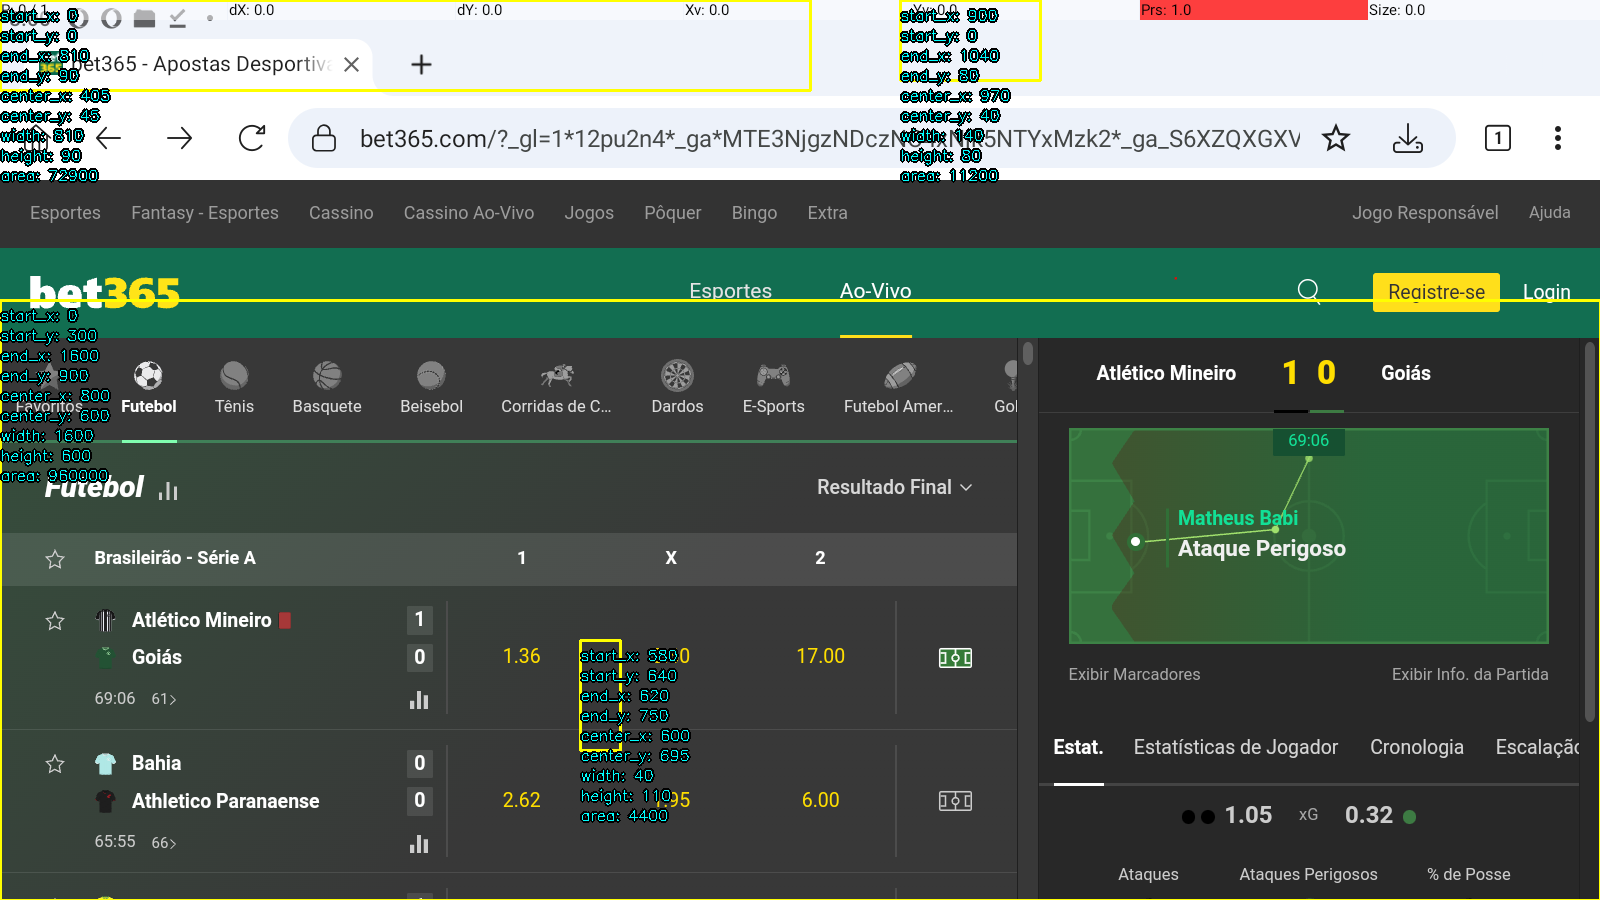 P: 0 / 1 dX: 0.0 dY: 0.0 Xv: 0.0 Yv: 0.0 Prs: 1.0 Size: 0.0
start_x: 0
start_y: 0
end_x: 810
end_y: 90
center_x: 405
center_y: 45
width: 810
height: 90
area: 72900
start_x: 900
start_y: 0
end_x: 1040
end_y: 80
center_x: 970
center_y: 40
width: 140
height: 80
area: 11200
bet365 - Apostas Desportiva
bet365.com/?_gl=1*12pu2n4*_ga*MTE3NjgzNDczN 5NTYxMzk2*_ga_S6XZQXGXV
1
Esportes Fantasy - Esportes Cassino Cassino Ao-Vivo Jogos Pôquer Bingo Extra Jogo Responsável Ajuda
bet365 Esportes Ao-Vivo Registre-se Login
start_x: 0
start_y: 300
end_x: 1600
end_y: 900
center_x: 800
center_y: 600
width: 1600
height: 600
area: 960000
Favoritos Futebol Tênis Basquete Beisebol Corridas de C... Dardos E-Sports Futebol Amer... Gol
Futebol Resultado Final
Brasileirão - Série A 1 X 2
Atlético Mineiro 1
Goiás 0
1.36 17.00
69:06 61
Bahia 0
Athletico Paranaense 0
2.62 6.00
65:55 66
start_x: 580
start_y: 640
end_x: 620
end_y: 750
center_x: 600
center_y: 695
width: 40
height: 110
area: 4400
Atlético Mineiro 1 0 Goiás
69:06
Matheus Babi
Ataque Perigoso
Exibir Marcadores Exibir Info. da Partida
Estat. Estatísticas de Jogador Cronologia Escalação
1.05 xG 0.32
Ataques Ataques Perigosos % de Posse